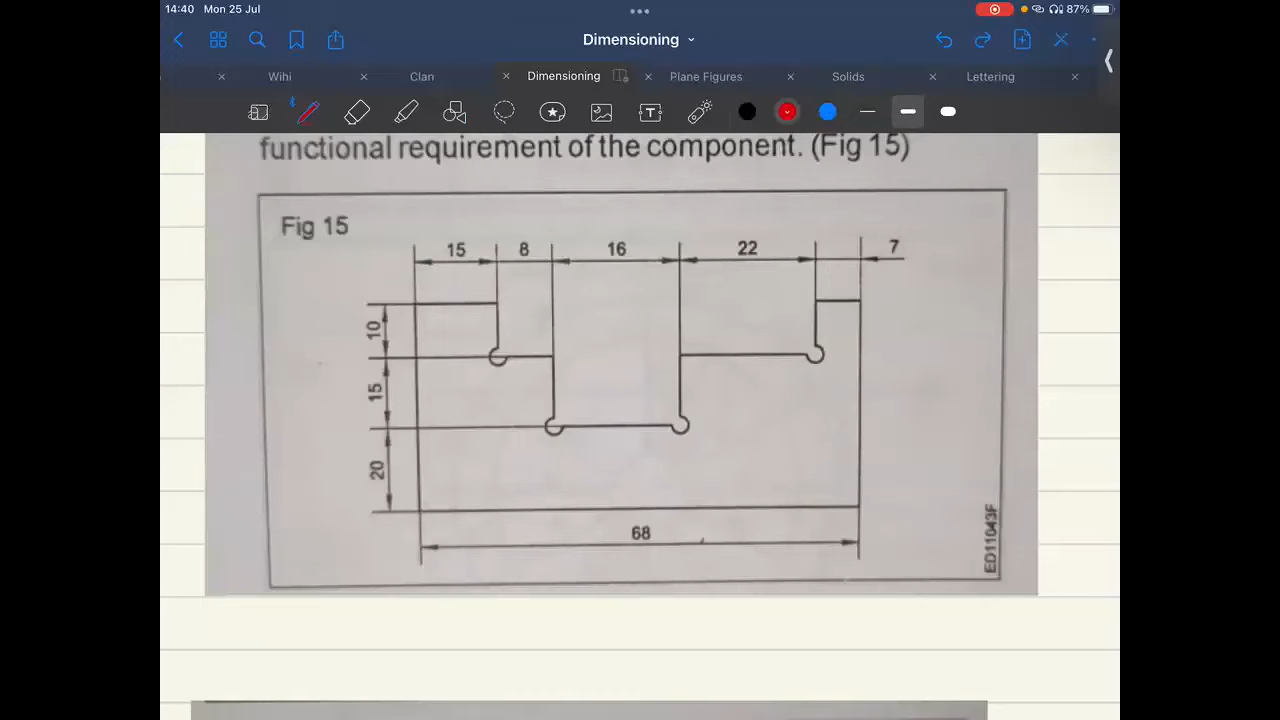 14:40 Mon 25 Jul
87%
Dimensioning
Wihi
Clan
Dimensioning
Plane Figures
Solids
Lettering
functional requirement of the component. (Fig 15)
Fig 15
15 8 16 22 7
10
15
20
68
ED11043F